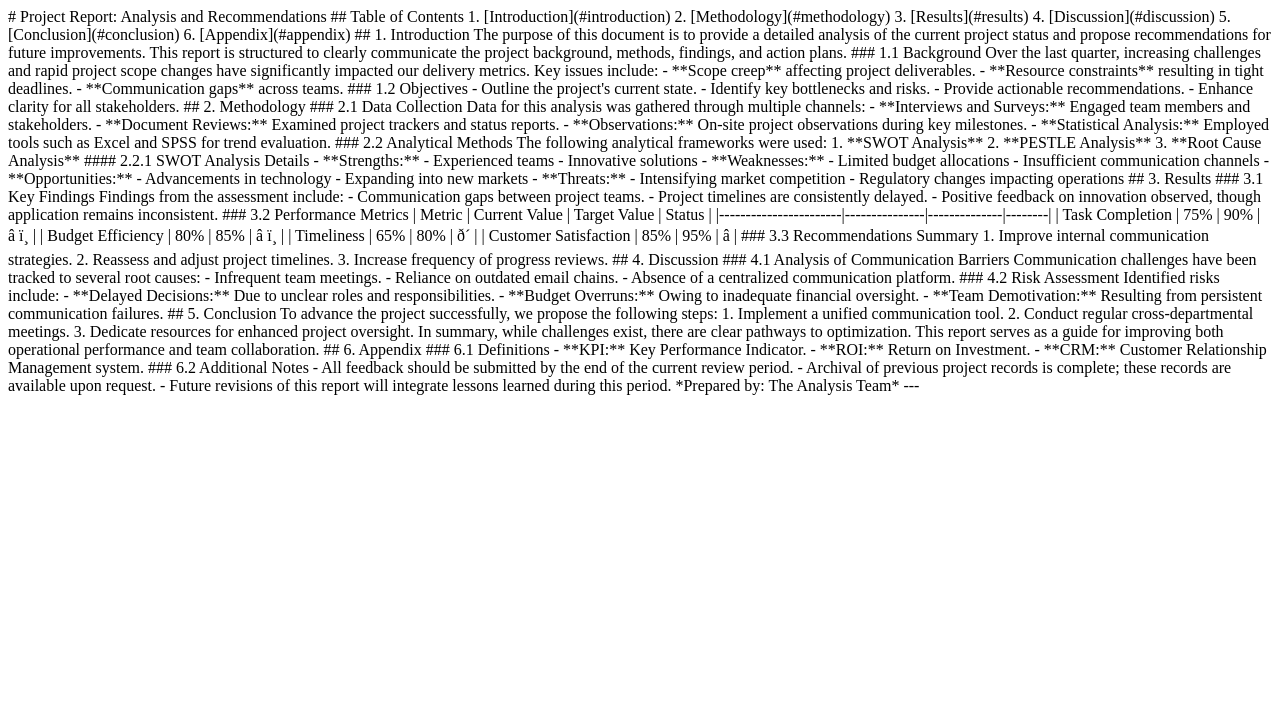 # Project Report: Analysis and Recommendations ## Table of Contents 1. [Introduction](#introduction) 2. [Methodology](#methodology) 3. [Results](#results) 4. [Discussion](#discussion) 5.
[Conclusion](#conclusion) 6. [Appendix](#appendix) ## 1. Introduction The purpose of this document is to provide a detailed analysis of the current project status and propose recommendations for
future improvements. This report is structured to clearly communicate the project background, methods, findings, and action plans. ### 1.1 Background Over the last quarter, increasing challenges
and rapid project scope changes have significantly impacted our delivery metrics. Key issues include: - **Scope creep** affecting project deliverables. - **Resource constraints** resulting in tight
deadlines. - **Communication gaps** across teams. ### 1.2 Objectives - Outline the project's current state. - Identify key bottlenecks and risks. - Provide actionable recommendations. - Enhance
clarity for all stakeholders. ## 2. Methodology ### 2.1 Data Collection Data for this analysis was gathered through multiple channels: - **Interviews and Surveys:** Engaged team members and
stakeholders. - **Document Reviews:** Examined project trackers and status reports. - **Observations:** On-site project observations during key milestones. - **Statistical Analysis:** Employed
tools such as Excel and SPSS for trend evaluation. ### 2.2 Analytical Methods The following analytical frameworks were used: 1. **SWOT Analysis** 2. **PESTLE Analysis** 3. **Root Cause
Analysis** #### 2.2.1 SWOT Analysis Details - **Strengths:** - Experienced teams - Innovative solutions - **Weaknesses:** - Limited budget allocations - Insufficient communication channels -
**Opportunities:** - Advancements in technology - Expanding into new markets - **Threats:** - Intensifying market competition - Regulatory changes impacting operations ## 3. Results ### 3.1
Key Findings Findings from the assessment include: - Communication gaps between project teams. - Project timelines are consistently delayed. - Positive feedback on innovation observed, though
application remains inconsistent. ### 3.2 Performance Metrics | Metric | Current Value | Target Value | Status | |-----------------------|---------------|--------------|--------| | Task Completion | 75% | 90% |
â ï¸ | | Budget Efficiency | 80% | 85% | â ï¸ | | Timeliness | 65% | 80% | ð´ | | Customer Satisfaction | 85% | 95% | â | ### 3.3 Recommendations Summary 1. Improve internal communication
strategies. 2. Reassess and adjust project timelines. 3. Increase frequency of progress reviews. ## 4. Discussion ### 4.1 Analysis of Communication Barriers Communication challenges have been
tracked to several root causes: - Infrequent team meetings. - Reliance on outdated email chains. - Absence of a centralized communication platform. ### 4.2 Risk Assessment Identified risks
include: - **Delayed Decisions:** Due to unclear roles and responsibilities. - **Budget Overruns:** Owing to inadequate financial oversight. - **Team Demotivation:** Resulting from persistent
communication failures. ## 5. Conclusion To advance the project successfully, we propose the following steps: 1. Implement a unified communication tool. 2. Conduct regular cross-departmental
meetings. 3. Dedicate resources for enhanced project oversight. In summary, while challenges exist, there are clear pathways to optimization. This report serves as a guide for improving both
operational performance and team collaboration. ## 6. Appendix ### 6.1 Definitions - **KPI:** Key Performance Indicator. - **ROI:** Return on Investment. - **CRM:** Customer Relationship
Management system. ### 6.2 Additional Notes - All feedback should be submitted by the end of the current review period. - Archival of previous project records is complete; these records are
available upon request. - Future revisions of this report will integrate lessons learned during this period. *Prepared by: The Analysis Team* ---